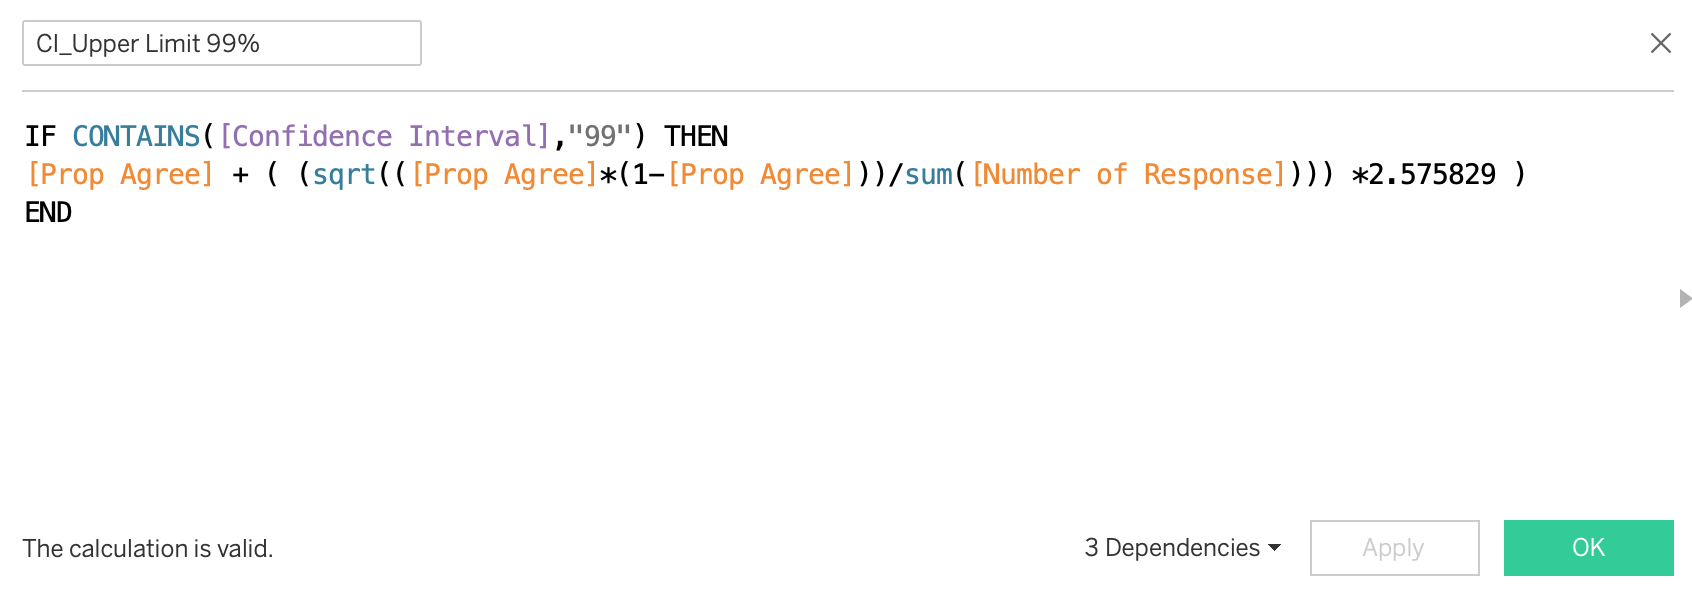 CI_Upper Limit 99%
IF CONTAINS([Confidence Interval],"99") THEN
[Prop Agree] + ( (sqrt(([Prop Agree]*(1-[Prop Agree]))/sum([Number of Response]))) *2.575829 )
END
The calculation is valid.
3 Dependencies
Apply
OK